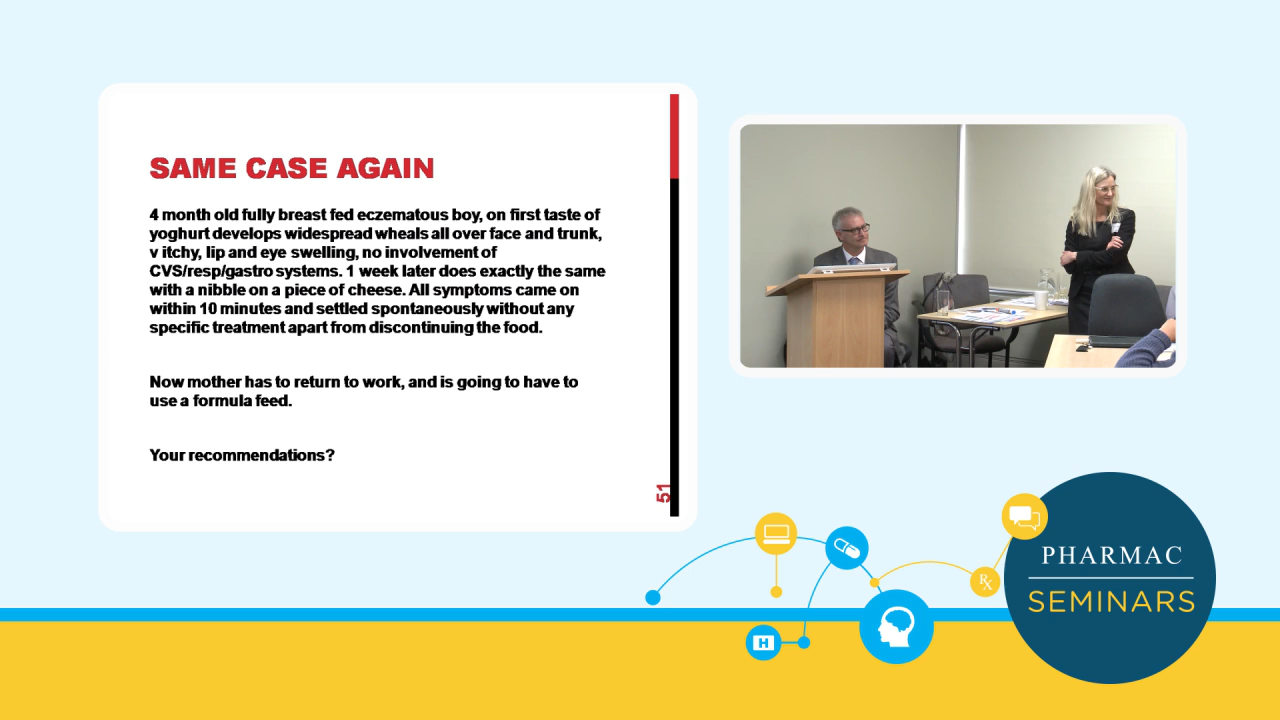 SAME CASE AGAIN
4 month old fully breast fed eczematous boy, on first taste of
yoghurt develops widespread wheals all over face and trunk,
v itchy, lip and eye swelling, no involvement of
CVS/resp/gastro systems. 1 week later does exactly the same
with a nibble on a piece of cheese. All symptoms came on
within 10 minutes and settled spontaneously without any
specific treatment apart from discontinuing the food.
Now mother has to return to work, and is going to have to
use a formula feed.
Your recommendations?
51
Rx
H
PHARMAC
SEMINARS